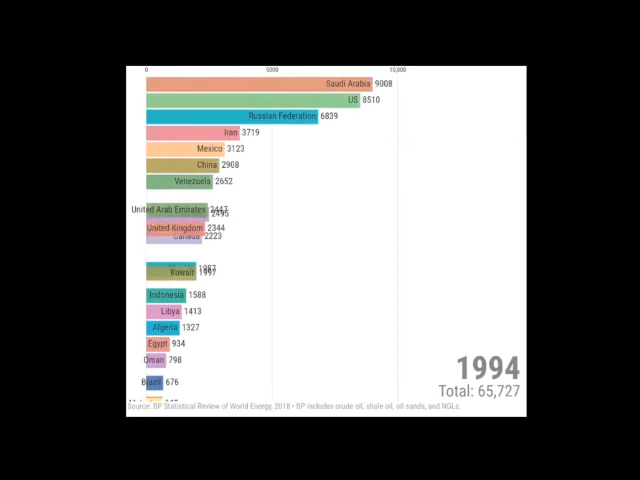 0 5000 10,000
Saudi Arabia 9008
US 8510
Russian Federation 6839
Iran 3719
Mexico 3123
China 2908
Venezuela 2652
United Arab Emirates 2447
2495
United Kingdom 2344
Canada 2223
1987
Kuwait 1997
Indonesia 1588
Libya 1413
Algeria 1327
Egypt 934
Oman 798
Brazil 676
1994
Total: 65,727
Source: BP Statistical Review of World Energy, 2018 • BP includes crude oil, shale oil, oil sands, and NGLs.